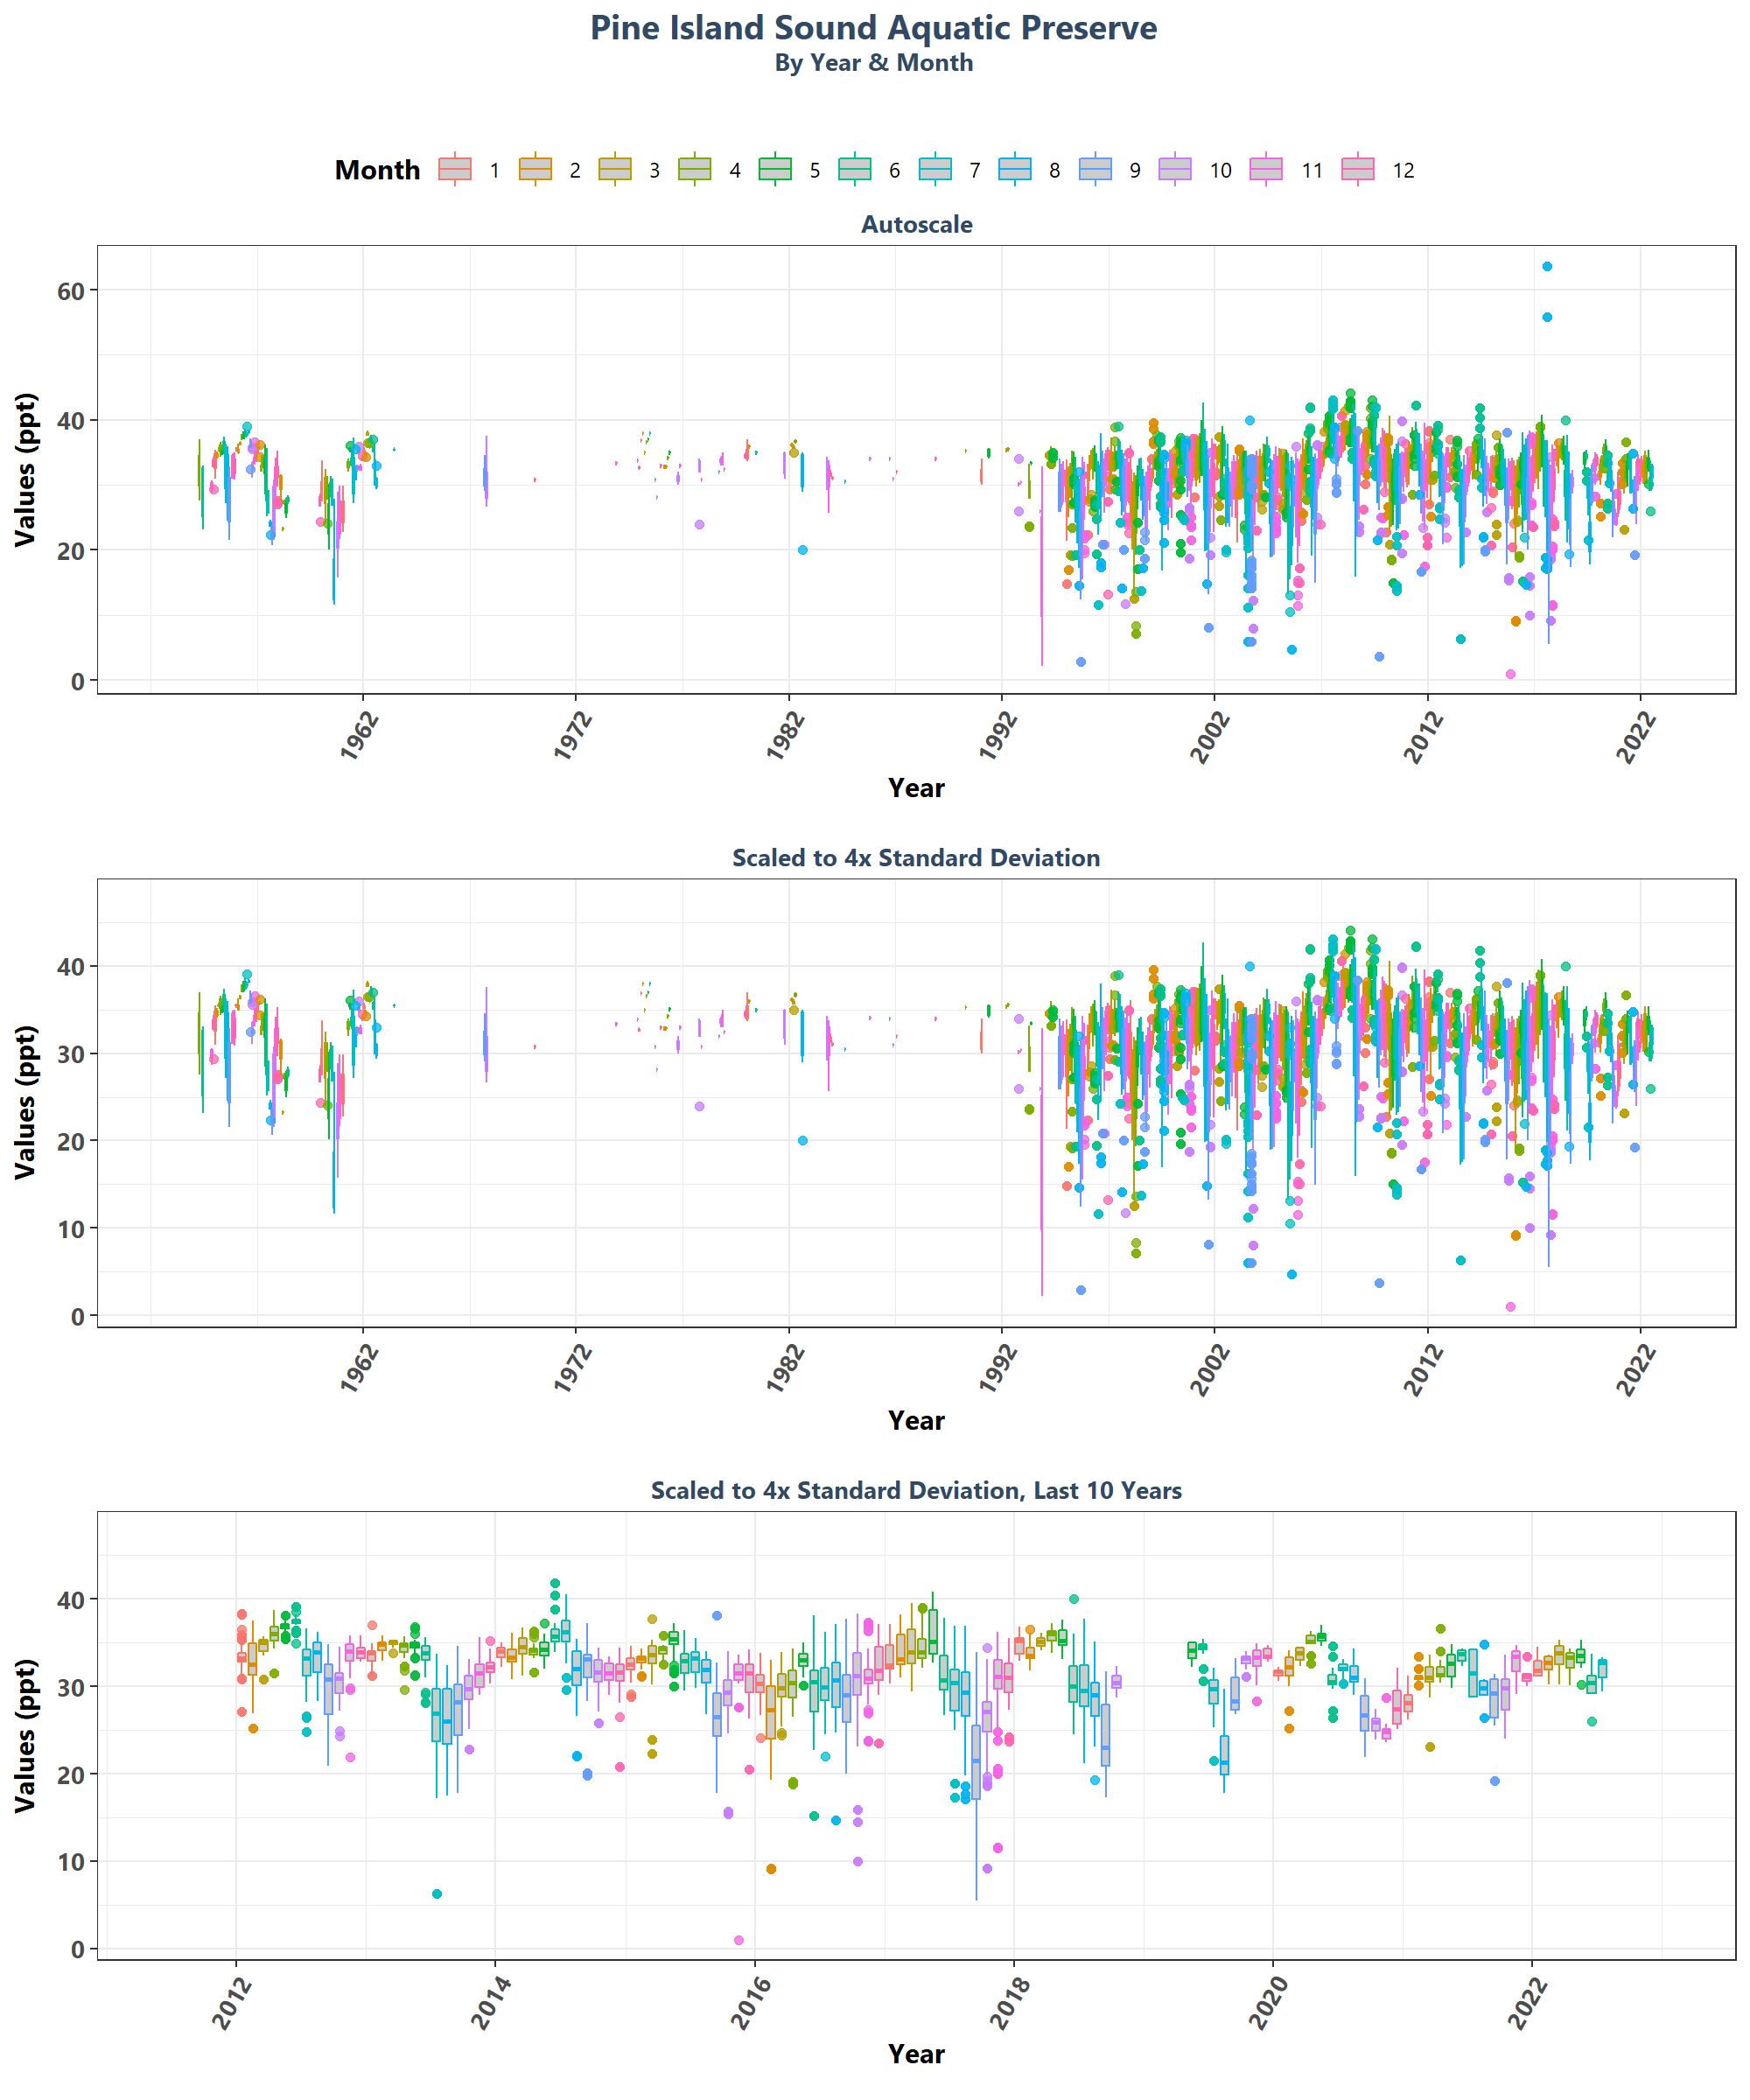 Pine Island Sound Aquatic Preserve
By Year & Month
Month 1 2 3 4 5 6 7 8 9 10 11 12
Autoscale
Values (ppt)
60
40
20
0
1962 1972 1982 1992 2002 2012 2022
Year
Scaled to 4x Standard Deviation
Values (ppt)
40
30
20
10
0
1962 1972 1982 1992 2002 2012 2022
Year
Scaled to 4x Standard Deviation, Last 10 Years
Values (ppt)
40
30
20
10
0
2012 2014 2016 2018 2020 2022
Year